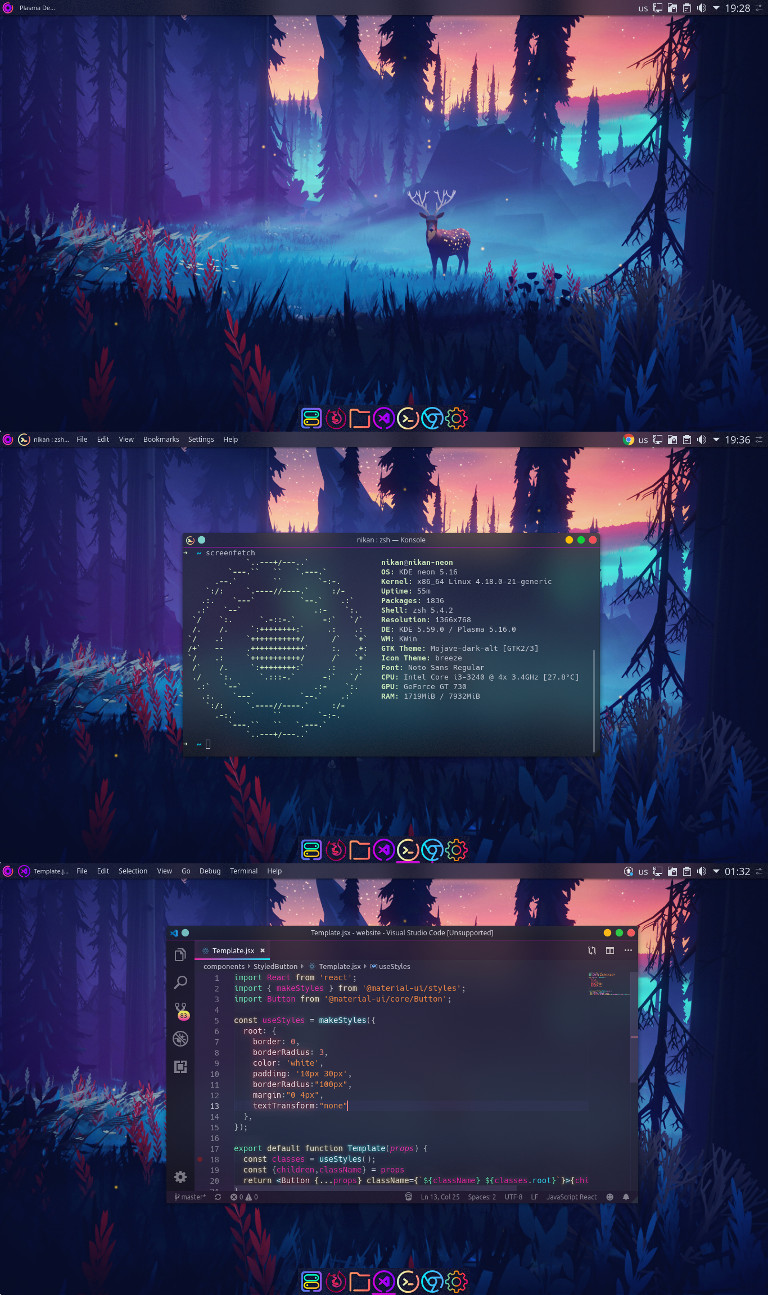 Plasma De...
us
19:28
nikan : zsh...
File Edit View Bookmarks Settings Help
us
19:36
nikan : zsh — Konsole
screenfetch
nikan@nikan-neon
OS: KDE neon 5.16
Kernel: x86_64 Linux 4.18.0-21-generic
Uptime: 55m
Packages: 1836
Shell: zsh 5.4.2
Resolution: 1366x768
DE: KDE 5.59.0 / Plasma 5.16.0
WM: KWin
GTK Theme: Mojave-dark-alt [GTK2/3]
Icon Theme: breeze
Font: Noto Sans Regular
CPU: Intel Core i3-3240 @ 4x 3.4GHz [27.8°C]
GPU: GeForce GT 730
RAM: 1719MiB / 7932MiB
Template.j...
File Edit Selection View Go Debug Terminal Help
us
01:32
Template.jsx - website - Visual Studio Code [Unsupported]
Template.jsx
components › StyledButton › Template.jsx › useStyles
83
1 import React from 'react';
2 import { makeStyles } from '@material-ui/styles';
3 import Button from '@material-ui/core/Button';
4
5 const useStyles = makeStyles({
6 root: {
7 border: 0,
8 borderRadius: 3,
9 color: 'white',
10 padding: '10px 30px',
11 borderRadius:"100px",
12 margin:"0 4px",
13 textTransform:"none"
14 },
15 });
16
17 export default function Template(props) {
18 const classes = useStyles();
19 const {children,className} = props
20 return <Button {...props} className={`${className} ${classes.root}`}>{chi
master* 0 0 Ln 13, Col 25 Spaces: 2 UTF-8 LF JavaScript React